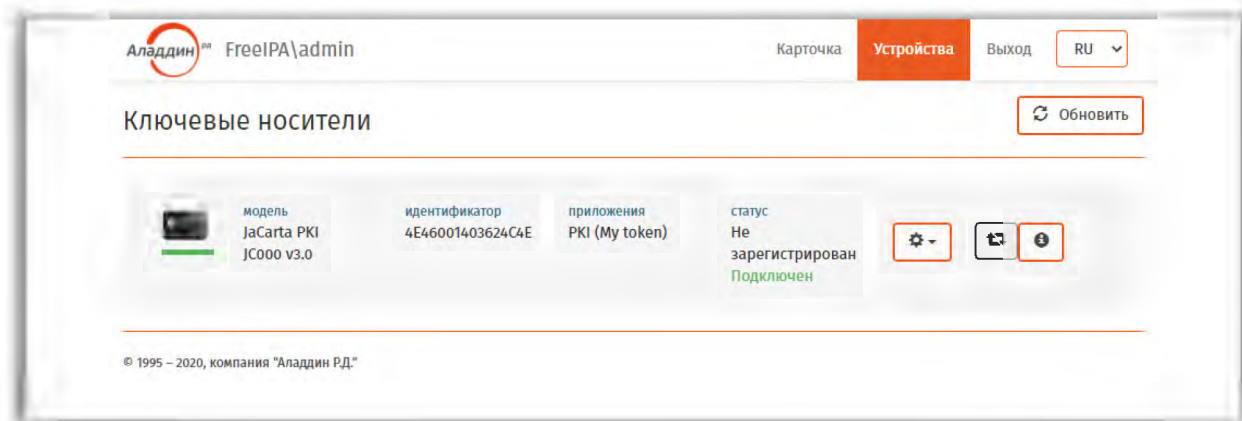 Аладдин РД FreeIPA\admin Карточка Устройства Выход RU
Ключевые носители
Обновить
модель
JaCarta PKI
JC000 v3.0
идентификатор
4E46001403624C4E
приложения
PKI (My token)
статус
Не
зарегистрирован
Подключен
© 1995 – 2020, компания "Аладдин Р.Д."